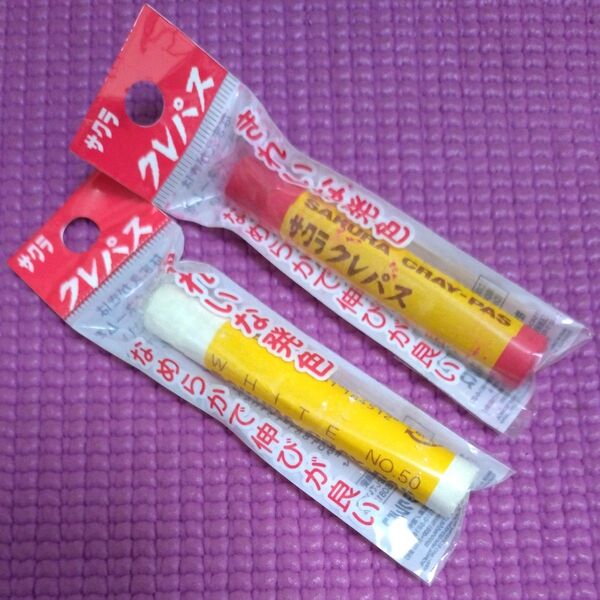 サクラ
クレパス
きれいな発色
なめらかで伸びが良い
SAKURA CRAY-PAS
サクラクレパス
サクラ
クレパス
きれいな発色
なめらかで伸びが良い
WHITE
NO.50